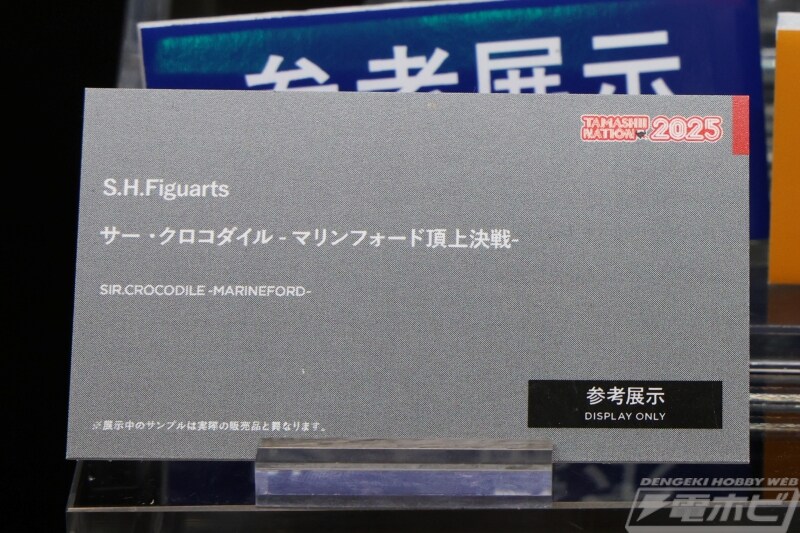 参考展示
TAMASHII
NATION 2025
S.H.Figuarts
サー・クロコダイル -マリンフォード頂上決戦-
SIR.CROCODILE -MARINEFORD-
参考展示
DISPLAY ONLY
※展示中のサンプルは実際の販売品と異なります。
DENGEKI HOBBY WEB
電ホビ